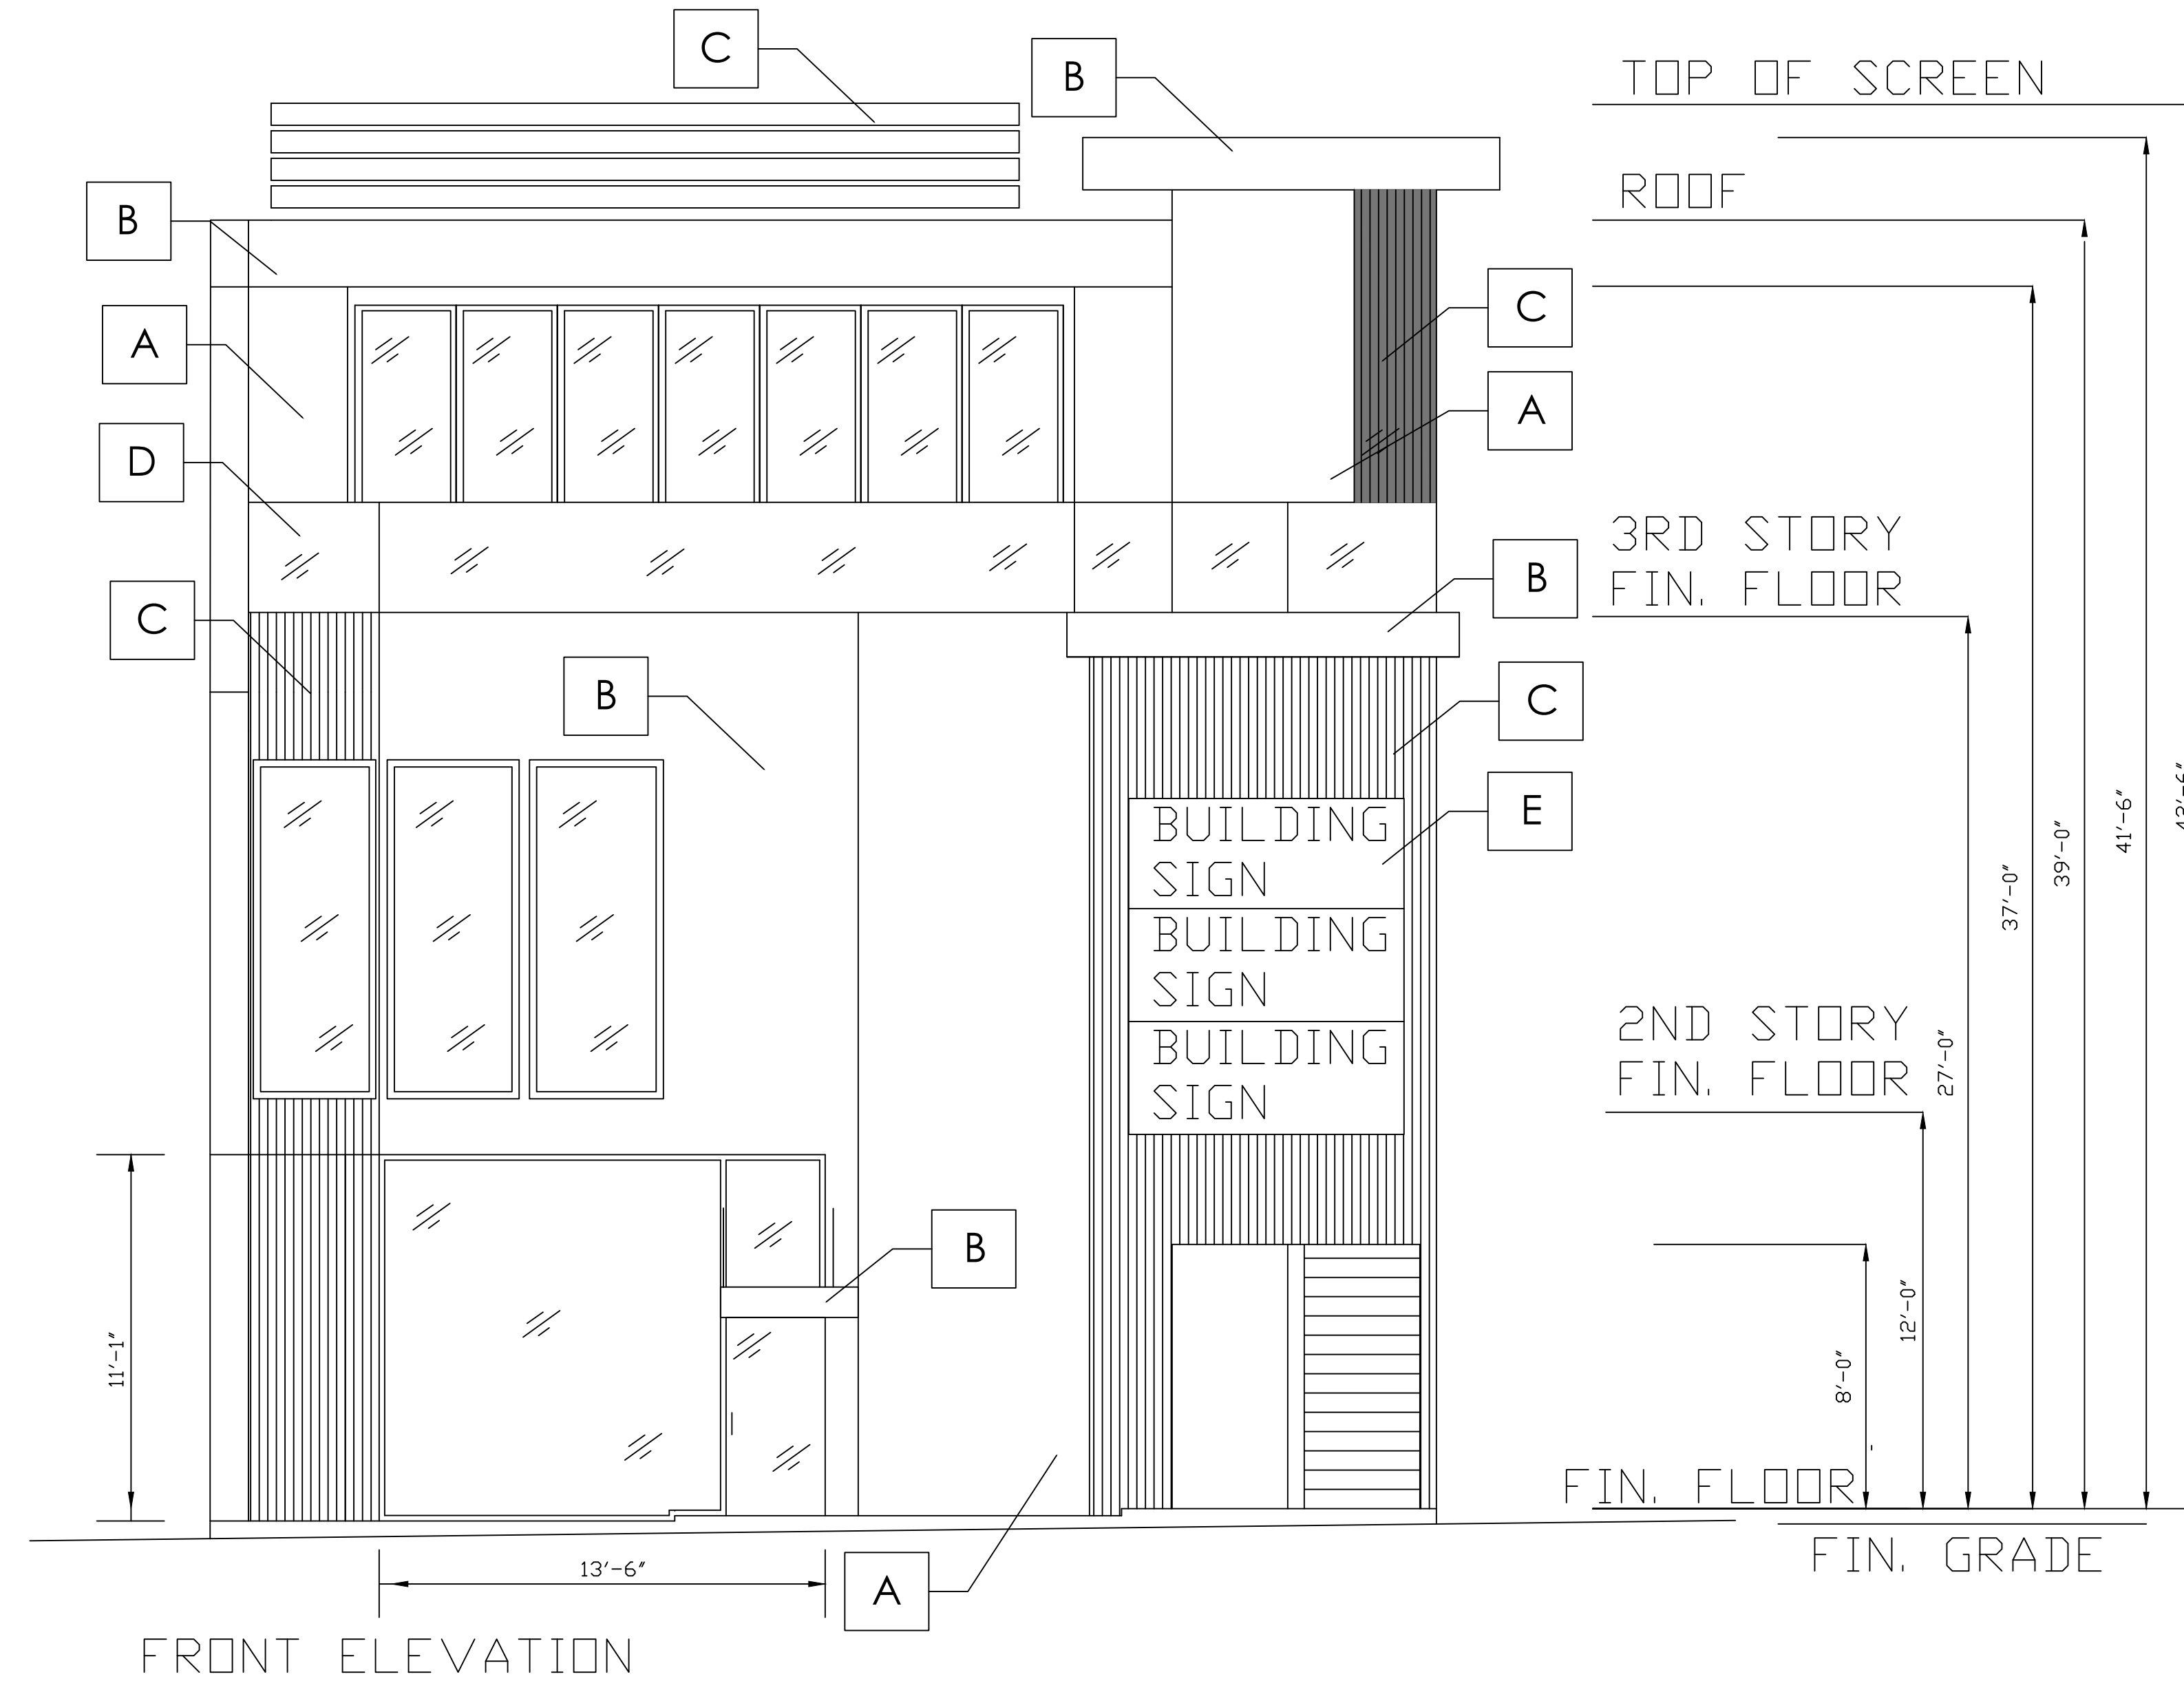 C
B
TOP OF SCREEN
B
ROOF
A
C
D
A
3RD STORY
FIN. FLOOR
B
C
B
C
E
BUILDING
SIGN
BUILDING
SIGN
BUILDING
SIGN
37'-0"
39'-0"
41'-6"
2ND STORY
FIN. FLOOR
27'-0"
B
11'-1"
8'-0"
12'-0"
FIN. FLOOR
FIN. GRADE
13'-6"
A
FRONT ELEVATION